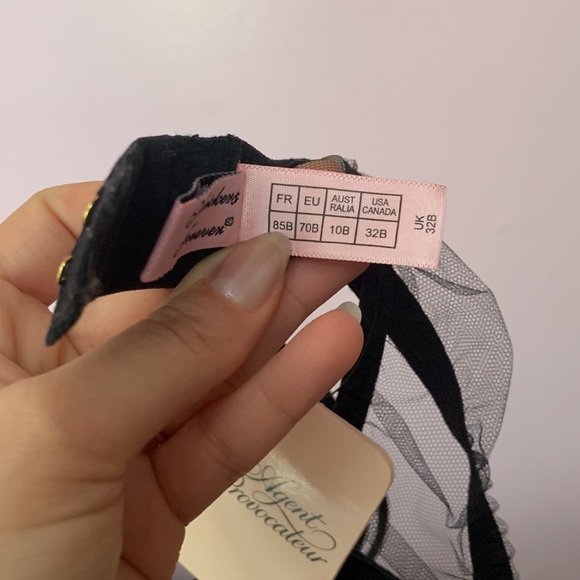 FR EU AUST RALIA USA CANADA
85B 70B 10B 32B
UK 32B
Agent
Provocateur